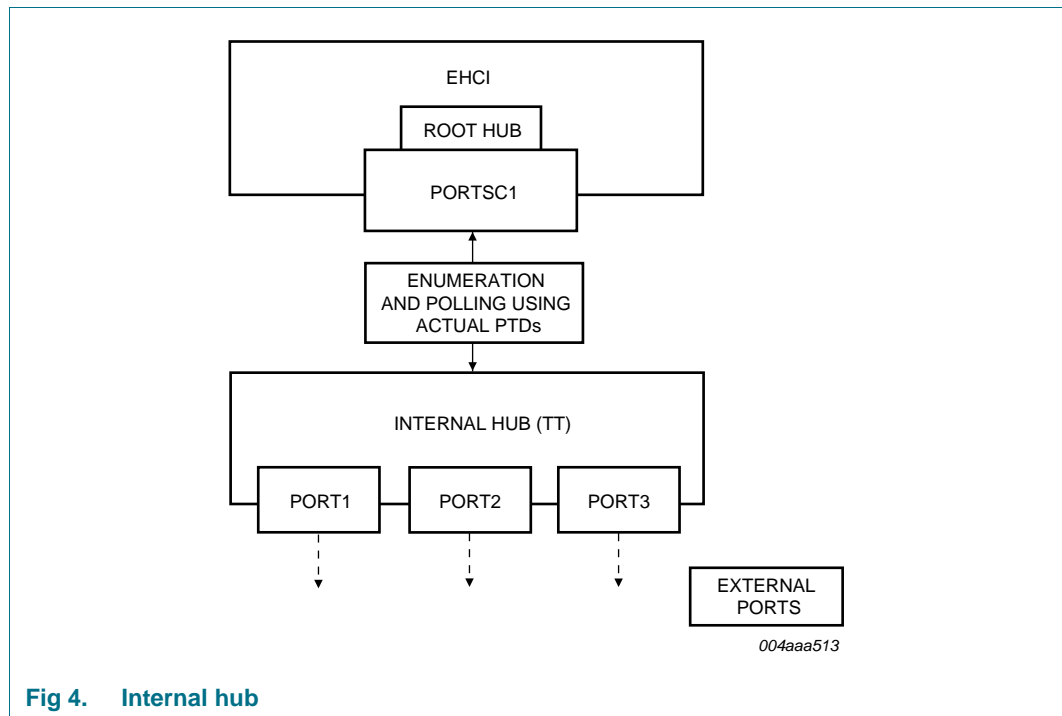 EHCI
ROOT HUB
PORTSC1
ENUMERATION
AND POLLING USING
ACTUAL PTDs
INTERNAL HUB (TT)
PORT1 PORT2 PORT3
EXTERNAL
PORTS
004aaa513
Fig 4. Internal hub